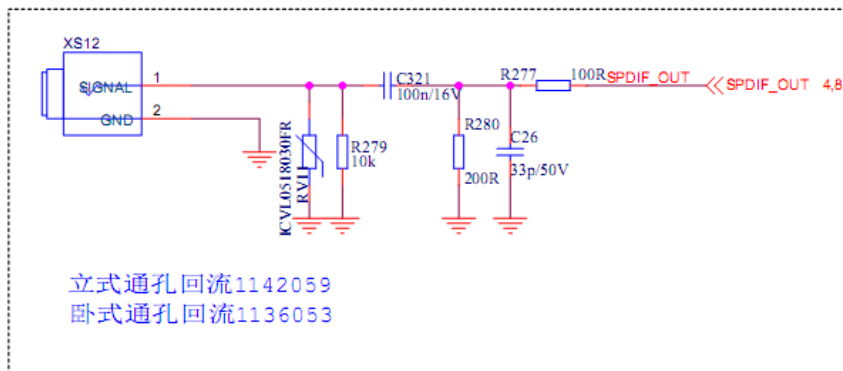 XS12
SIGNAL
GND
1
2
ICVL0518030FR
RV11
R279
10k
C321
100n/16V
R280
200R
C26
33p/50V
R277
100R
SPDIF_OUT
SPDIF_OUT 4,8
立式通孔回流1142059
卧式通孔回流1136053